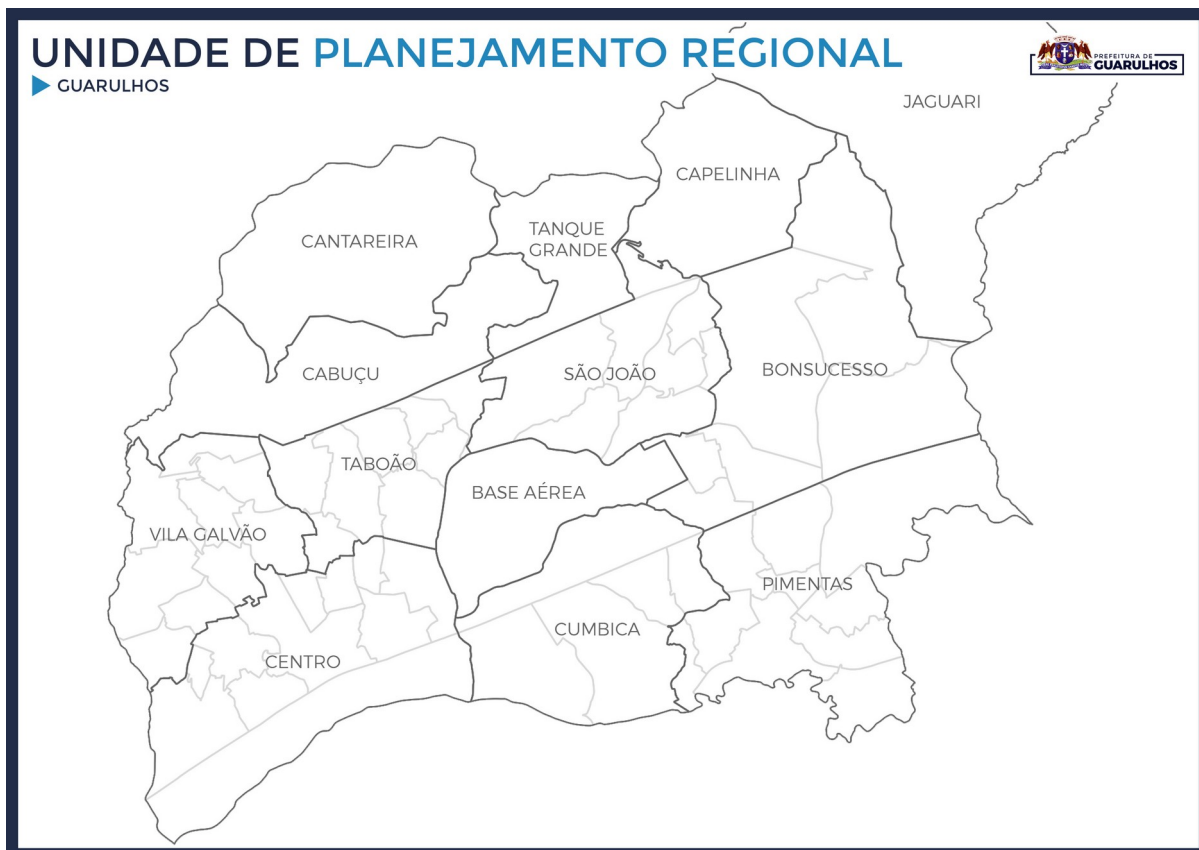 UNIDADE DE PLANEJAMENTO REGIONAL
GUARULHOS
PREFEITURA DE
GUARULHOS
JAGUARI
CAPELINHA
TANQUE
GRANDE
CANTAREIRA
CABUÇU
SÃO JOÃO
BONSUCESSO
TABOÃO
BASE AÉREA
VILA GALVÃO
PIMENTAS
CUMBICA
CENTRO